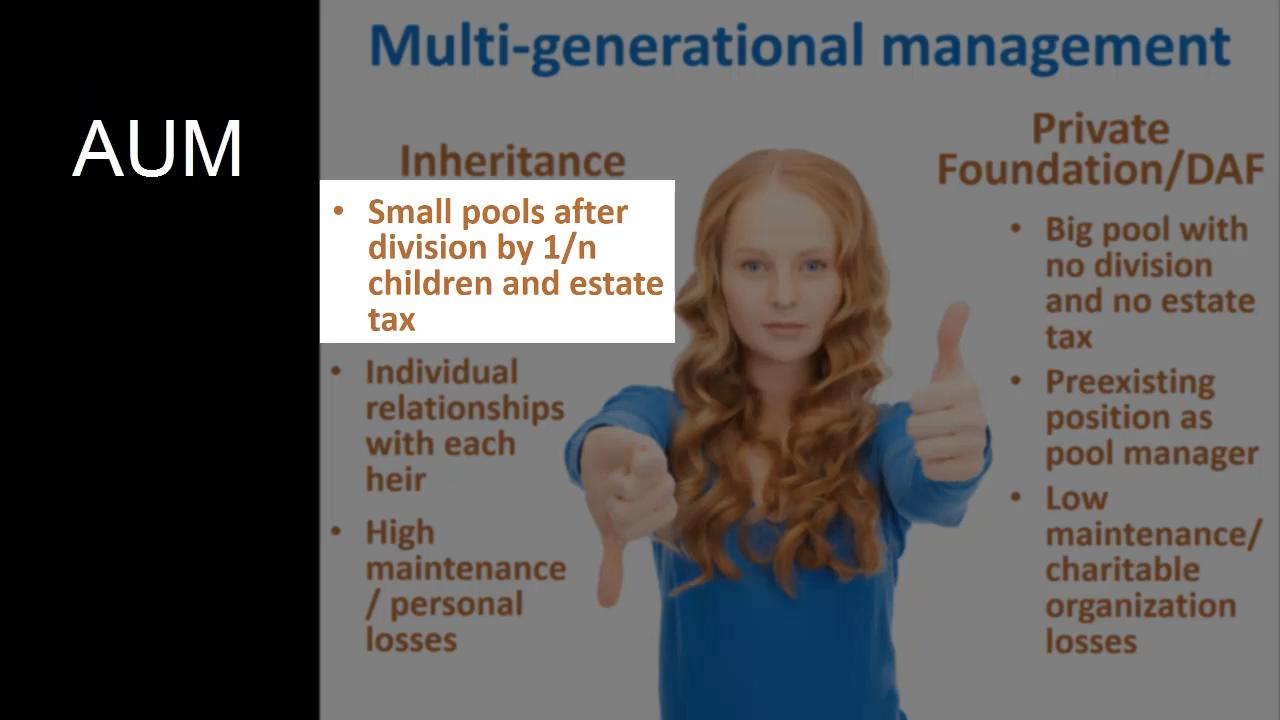 Multi-generational management
AUM
Inheritance
• Small pools after
division by 1/n
children and estate
tax
• Individual
relationships
with each
heir
• High
maintenance
/ personal
losses
Private
Foundation/DAF
• Big pool with
no division
and no estate
tax
• Preexisting
position as
pool manager
• Low
maintenance/
charitable
organization
losses